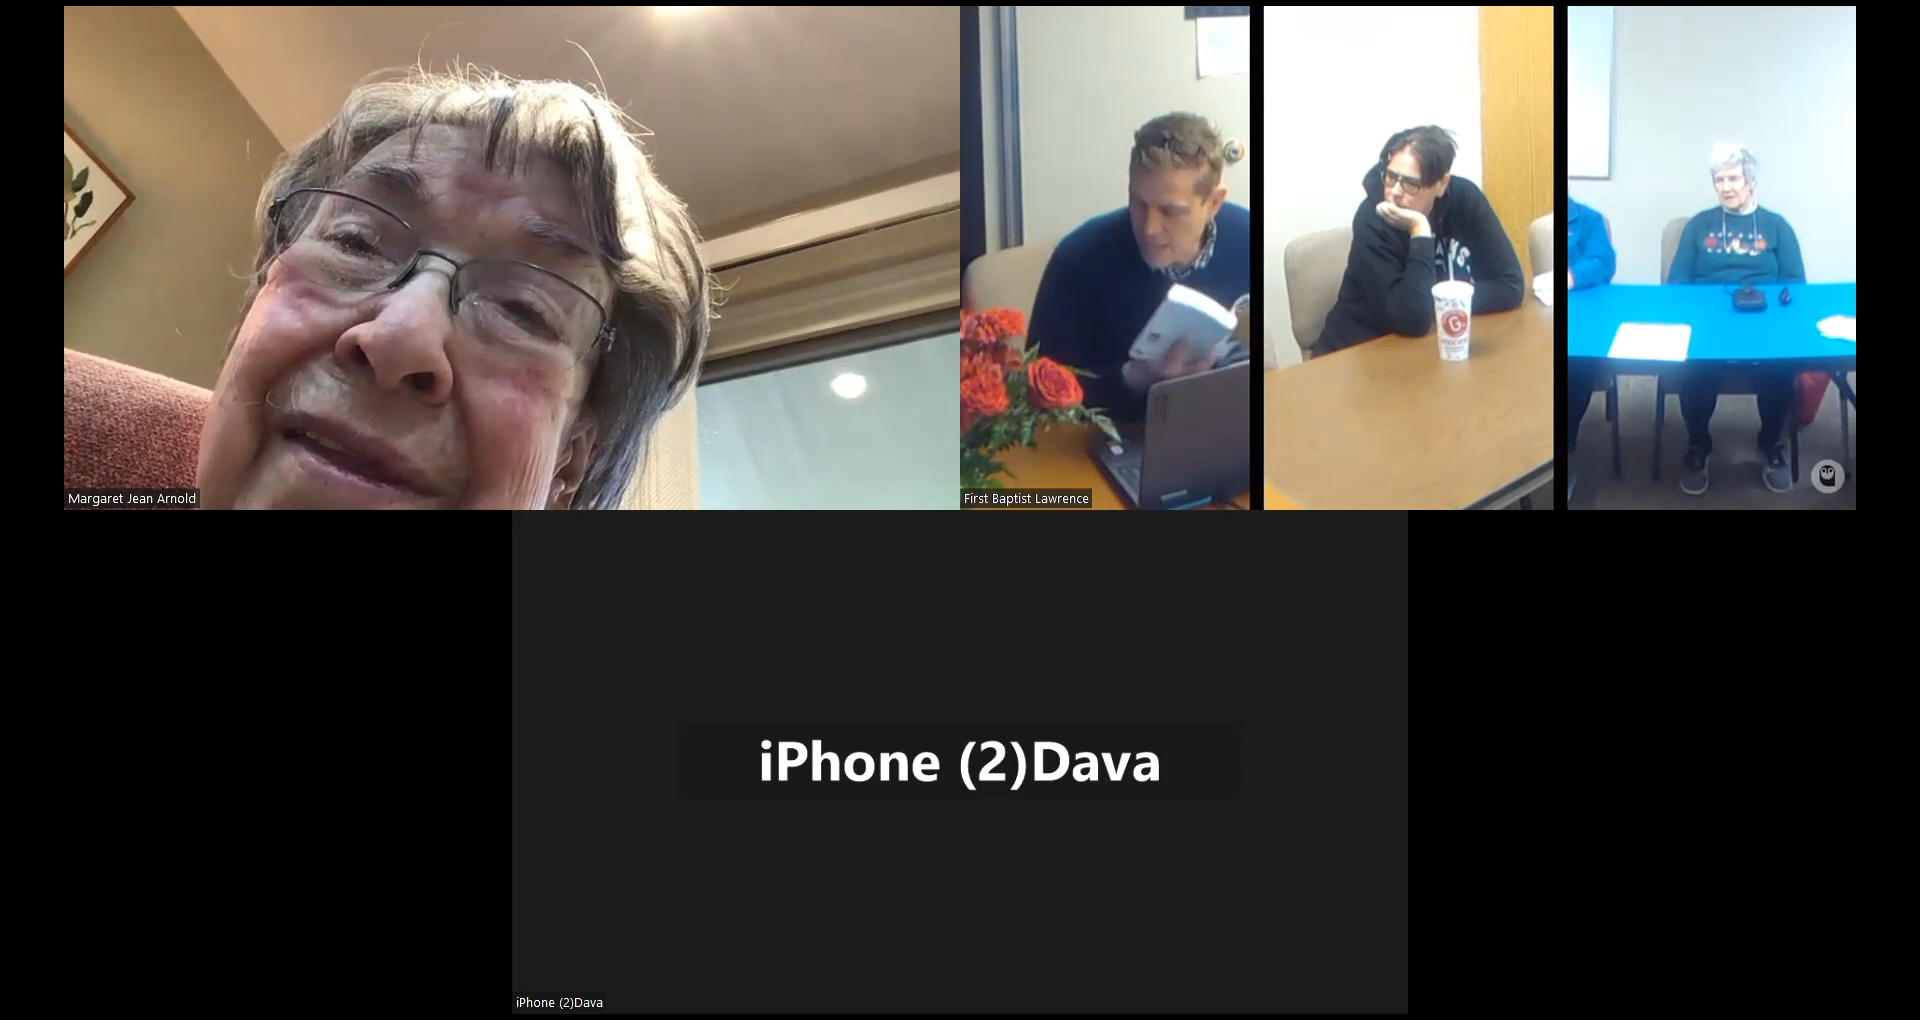 Margaret Jean Arnold
First Baptist Lawrence
G
iPhone (2)Dava
iPhone (2)Dava